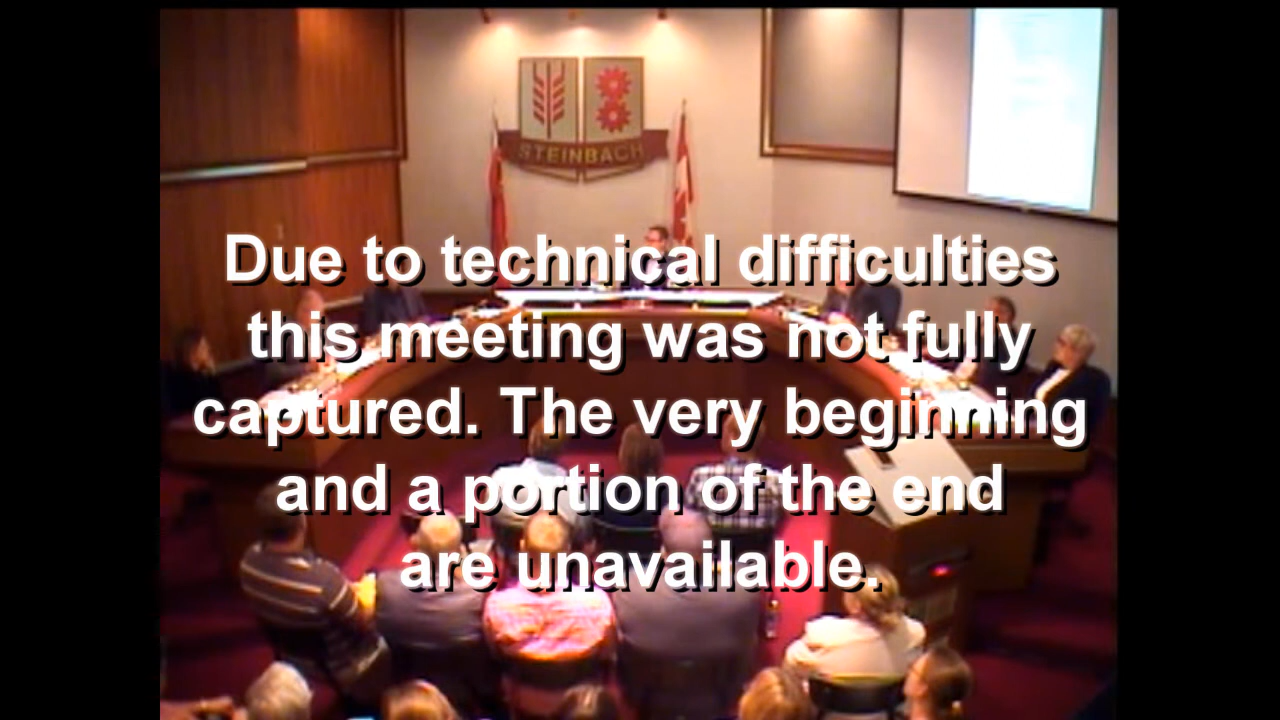 STEINBACH
Due to technical difficulties
this meeting was not fully
captured. The very beginning
and a portion of the end
are unavailable.